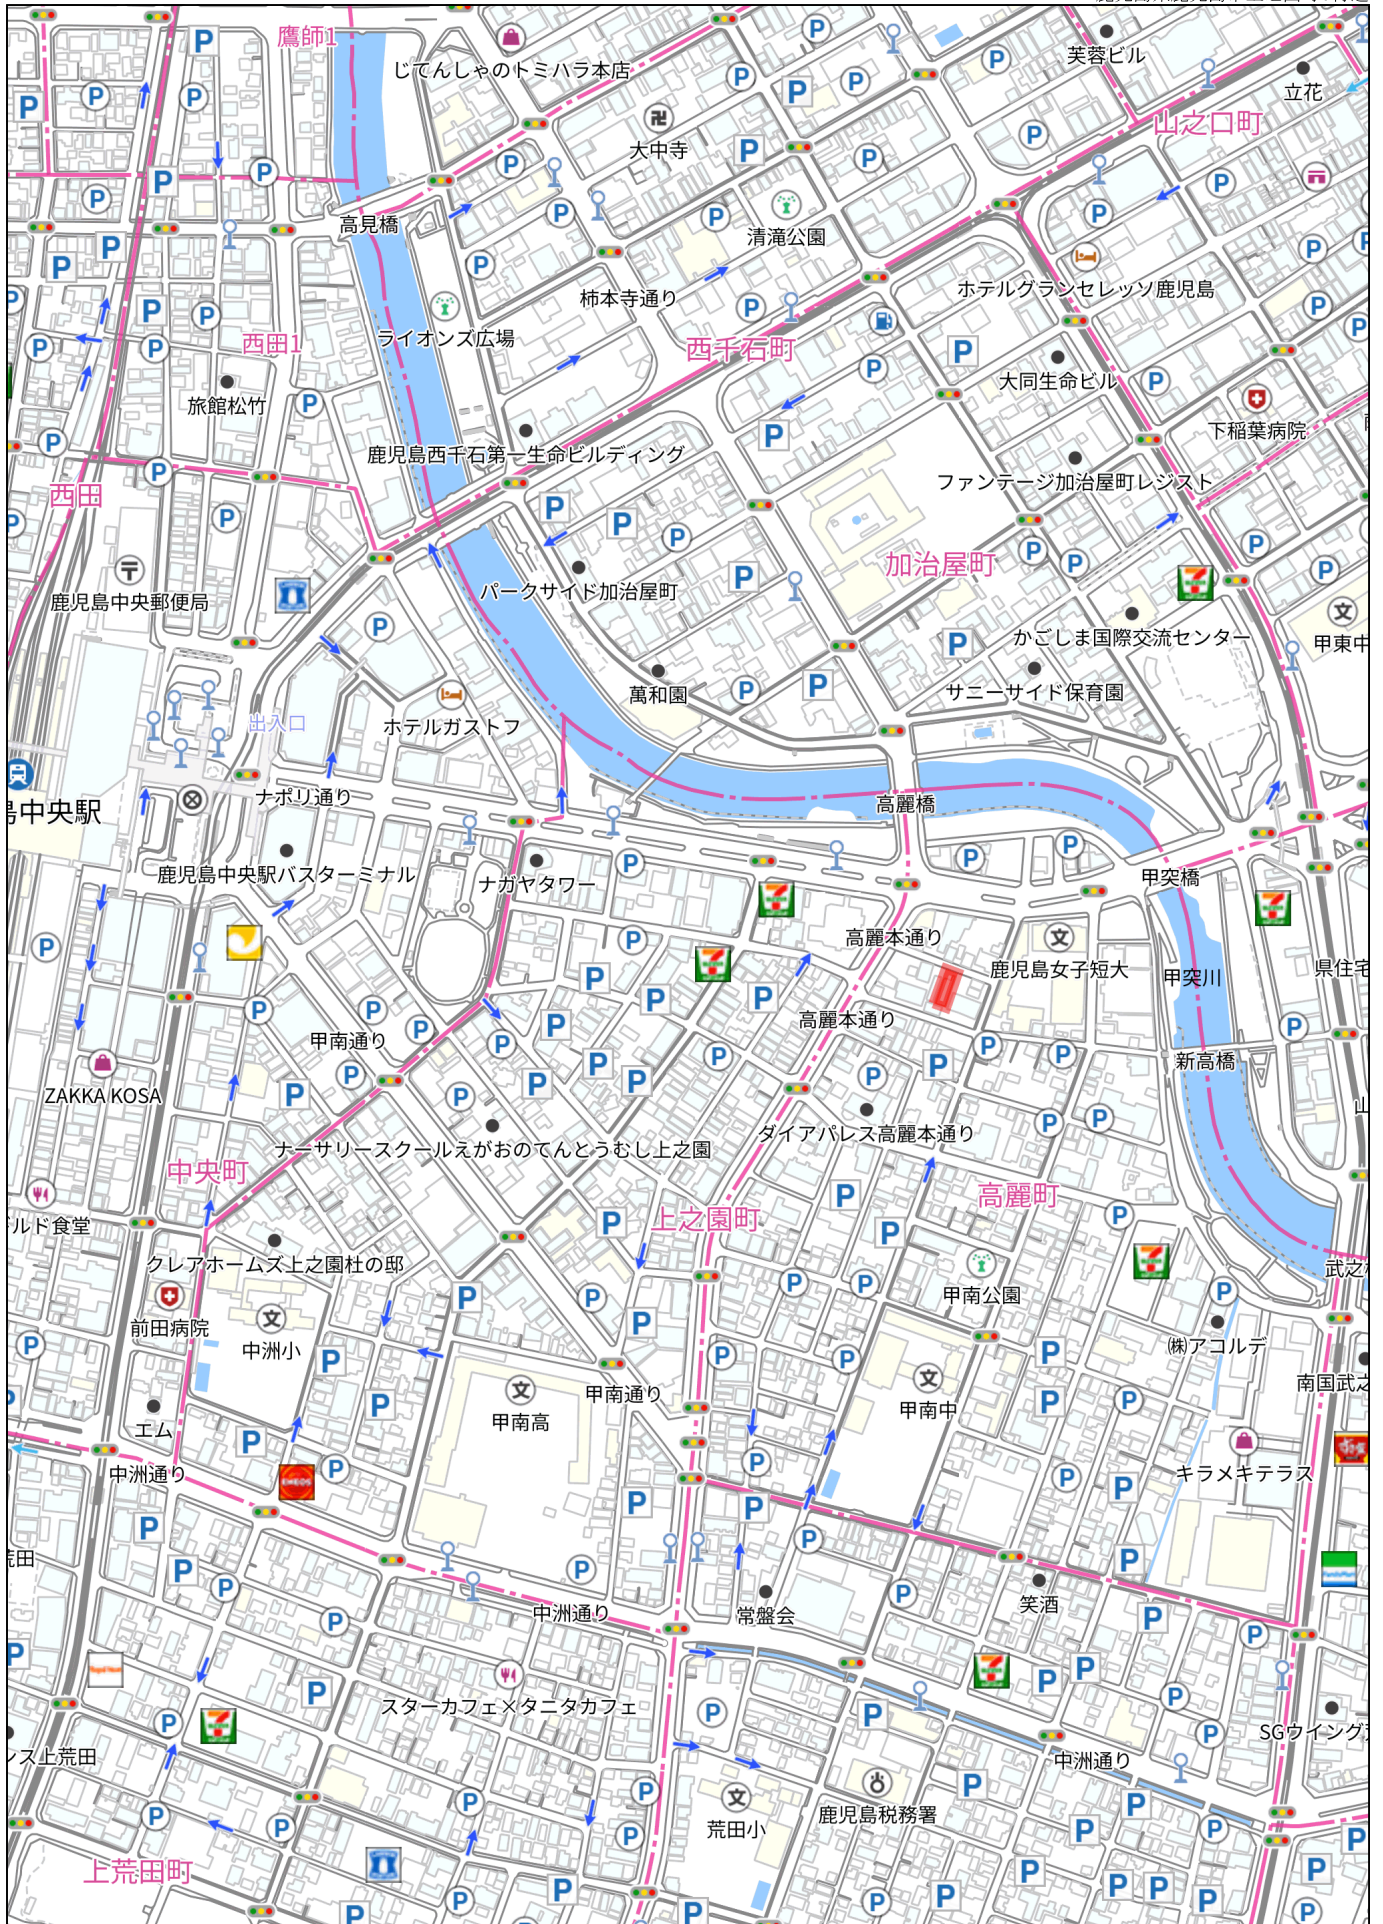 鷹師1
じてんしゃのトミハラ本店
芙蓉ビル
立花
山之口町
大中寺
高見橋
清滝公園
柿本寺通り
ホテルグランセレッソ鹿児島
ライオンズ広場
西田1
西千石町
大同生命ビル
旅館松竹
下稲葉病院
鹿児島西千石第一生命ビルディング
ファンテージ加治屋町レジスト
西田
加治屋町
パークサイド加治屋町
鹿児島中央郵便局
かごしま国際交流センター
甲東中
萬和園
サニーサイド保育園
出入口
ホテルガストフ
ナポリ通り
高麗橋
島中央駅
鹿児島中央駅バスターミナル
ナガヤタワー
甲突橋
高麗本通り
鹿児島女子短大
甲突川
県住宅
高麗本通り
甲南通り
新高橋
ZAKKA KOSA
山
ダイアパレス高麗本通り
ナーサリースクールえがおのてんとうむし上之園
中央町
高麗町
上之園町
ドルド食堂
クレアホームズ上之園杜の邸
武之橋
甲南公園
前田病院
中洲小
㈱アコルデ
甲南通り
南国武之
甲南高
甲南中
エム
中洲通り
キラメキテラス
荒田
笑酒
中洲通り
常盤会
スターカフェ×タニタカフェ
SGウイング
ンス上荒田
中洲通り
鹿児島税務署
荒田小
上荒田町